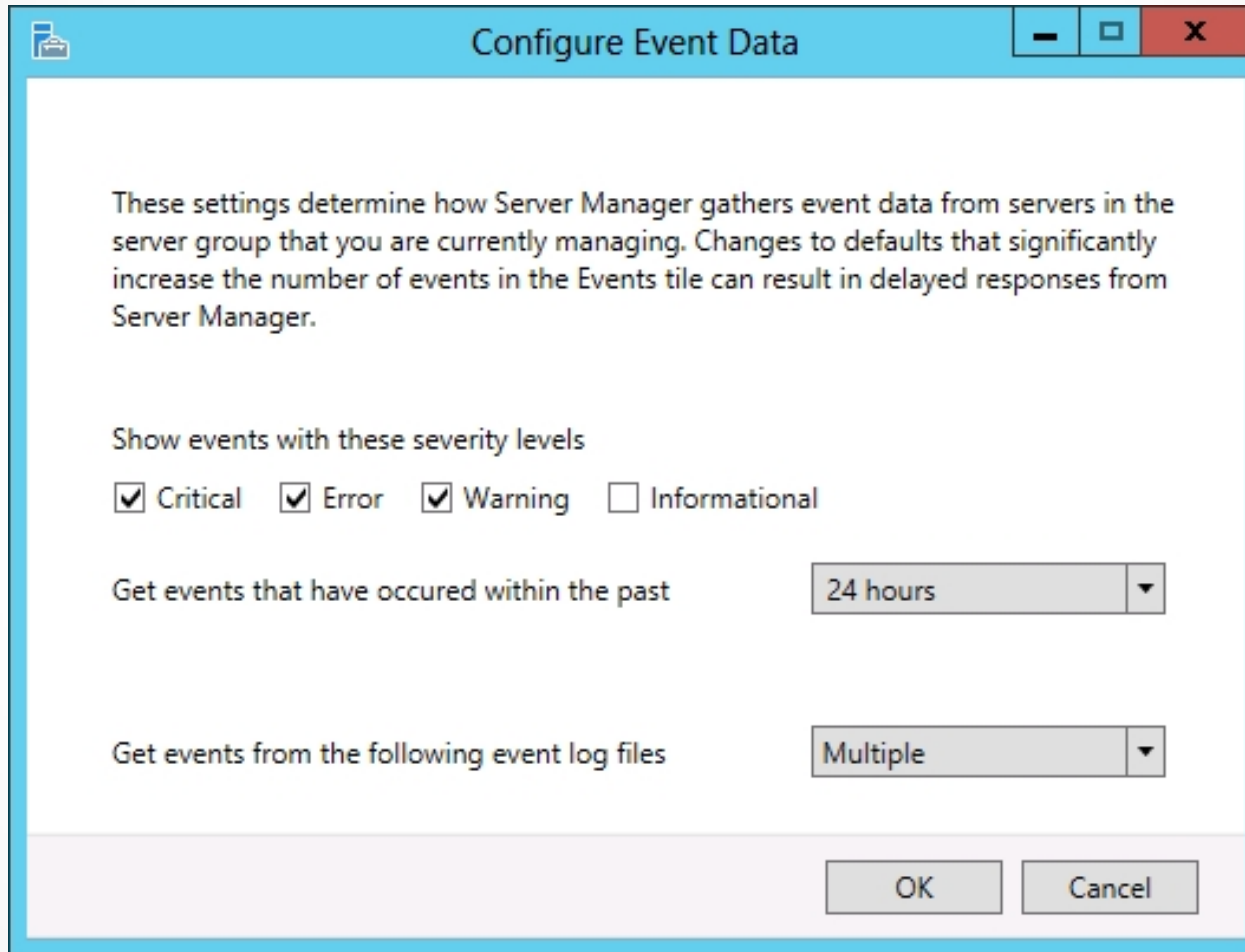 Configure Event Data
These settings determine how Server Manager gathers event data from servers in the
server group that you are currently managing. Changes to defaults that significantly
increase the number of events in the Events tile can result in delayed responses from
Server Manager.
Show events with these severity levels
Critical Error Warning Informational
Get events that have occured within the past 24 hours
Get events from the following event log files Multiple
OK Cancel